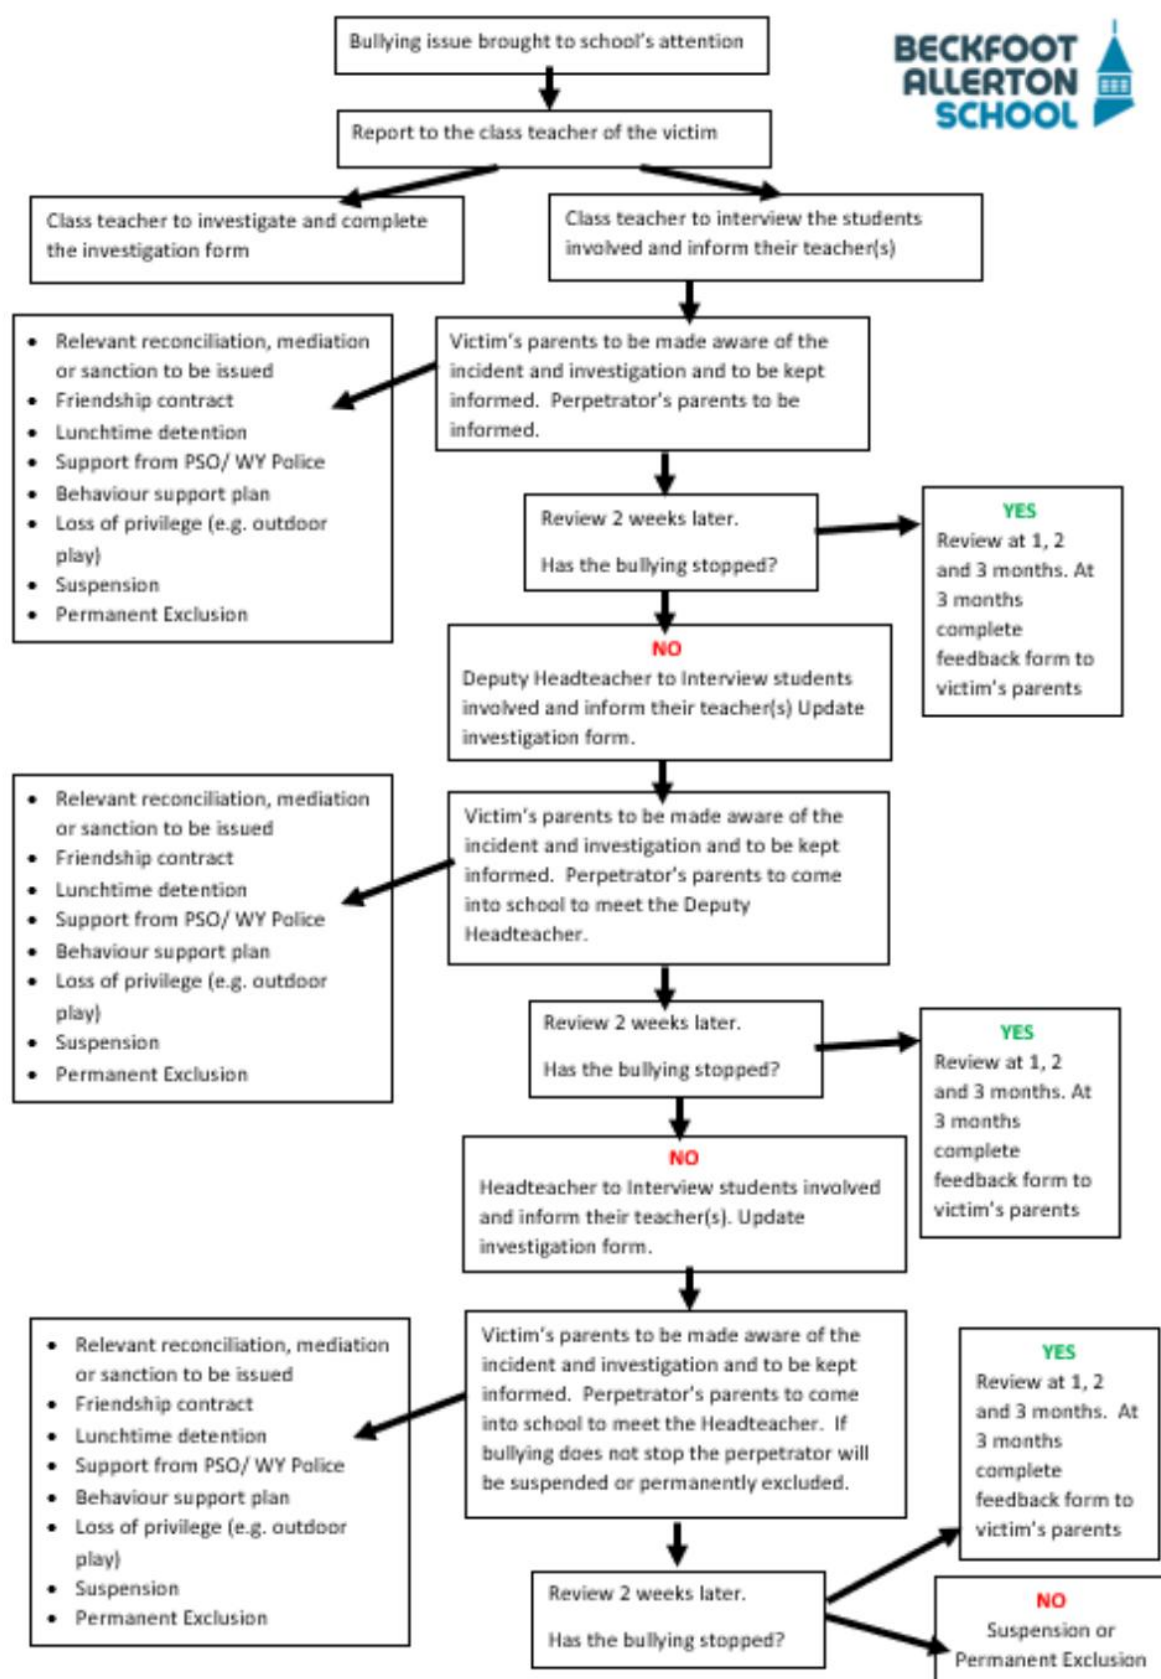 Bullying issue brought to school's attention
BECKFOOT
ALLERTON
SCHOOL
Report to the class teacher of the victim
Class teacher to investigate and complete
the investigation form
Class teacher to interview the students
involved and inform their teacher(s)
• Relevant reconciliation, mediation
or sanction to be issued
• Friendship contract
• Lunchtime detention
• Support from PSO/ WY Police
• Behaviour support plan
• Loss of privilege (e.g. outdoor
play)
• Suspension
• Permanent Exclusion
Victim's parents to be made aware of the
incident and investigation and to be kept
informed. Perpetrator's parents to be
informed.
Review 2 weeks later.
Has the bullying stopped?
YES
Review at 1, 2
and 3 months. At
3 months
complete
feedback form to
victim's parents
NO
Deputy Headteacher to Interview students
involved and inform their teacher(s) Update
investigation form.
• Relevant reconciliation, mediation
or sanction to be issued
• Friendship contract
• Lunchtime detention
• Support from PSO/ WY Police
• Behaviour support plan
• Loss of privilege (e.g. outdoor
play)
• Suspension
• Permanent Exclusion
Victim's parents to be made aware of the
incident and investigation and to be kept
informed. Perpetrator's parents to come
into school to meet the Deputy
Headteacher.
Review 2 weeks later.
Has the bullying stopped?
YES
Review at 1, 2
and 3 months. At
3 months
complete
feedback form to
victim's parents
NO
Headteacher to Interview students involved
and inform their teacher(s). Update
investigation form.
• Relevant reconciliation, mediation
or sanction to be issued
• Friendship contract
• Lunchtime detention
• Support from PSO/ WY Police
• Behaviour support plan
• Loss of privilege (e.g. outdoor
play)
• Suspension
• Permanent Exclusion
Victim's parents to be made aware of the
incident and investigation and to be kept
informed. Perpetrator's parents to come
into school to meet the Headteacher. If
bullying does not stop the perpetrator will
be suspended or permanently excluded.
YES
Review at 1, 2
and 3 months. At
3 months
complete
feedback form to
victim's parents
Review 2 weeks later.
Has the bullying stopped?
NO
Suspension or
Permanent Exclusion